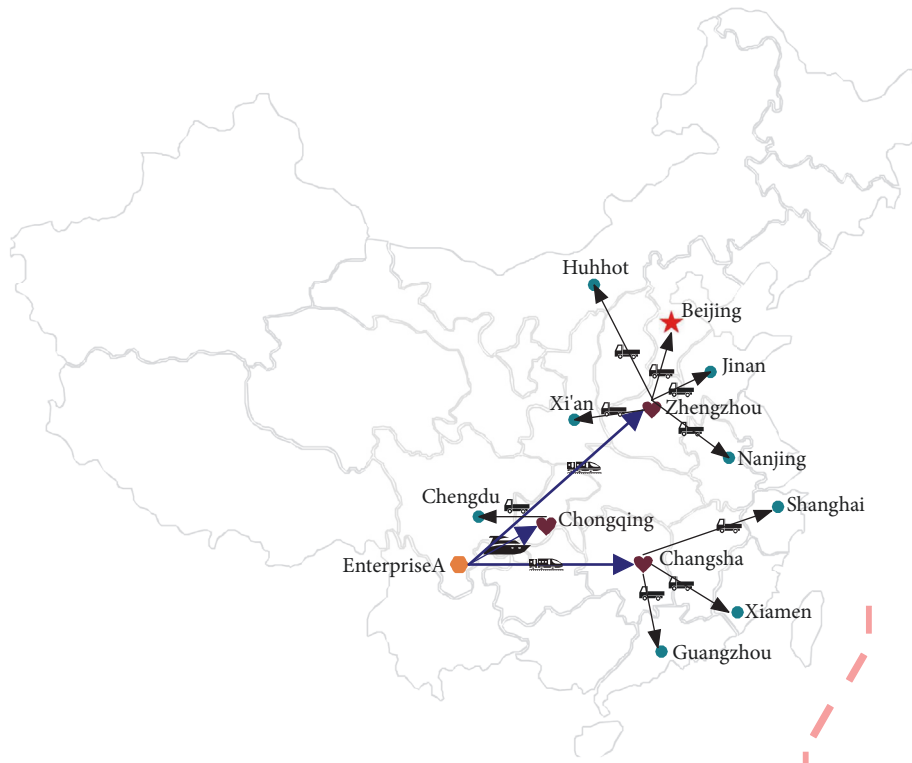 Huhhot
Beijing
Jinan
Xi'an
Zhengzhou
Nanjing
Chengdu
Shanghai
Chongqing
EnterpriseA
Changsha
Xiamen
Guangzhou